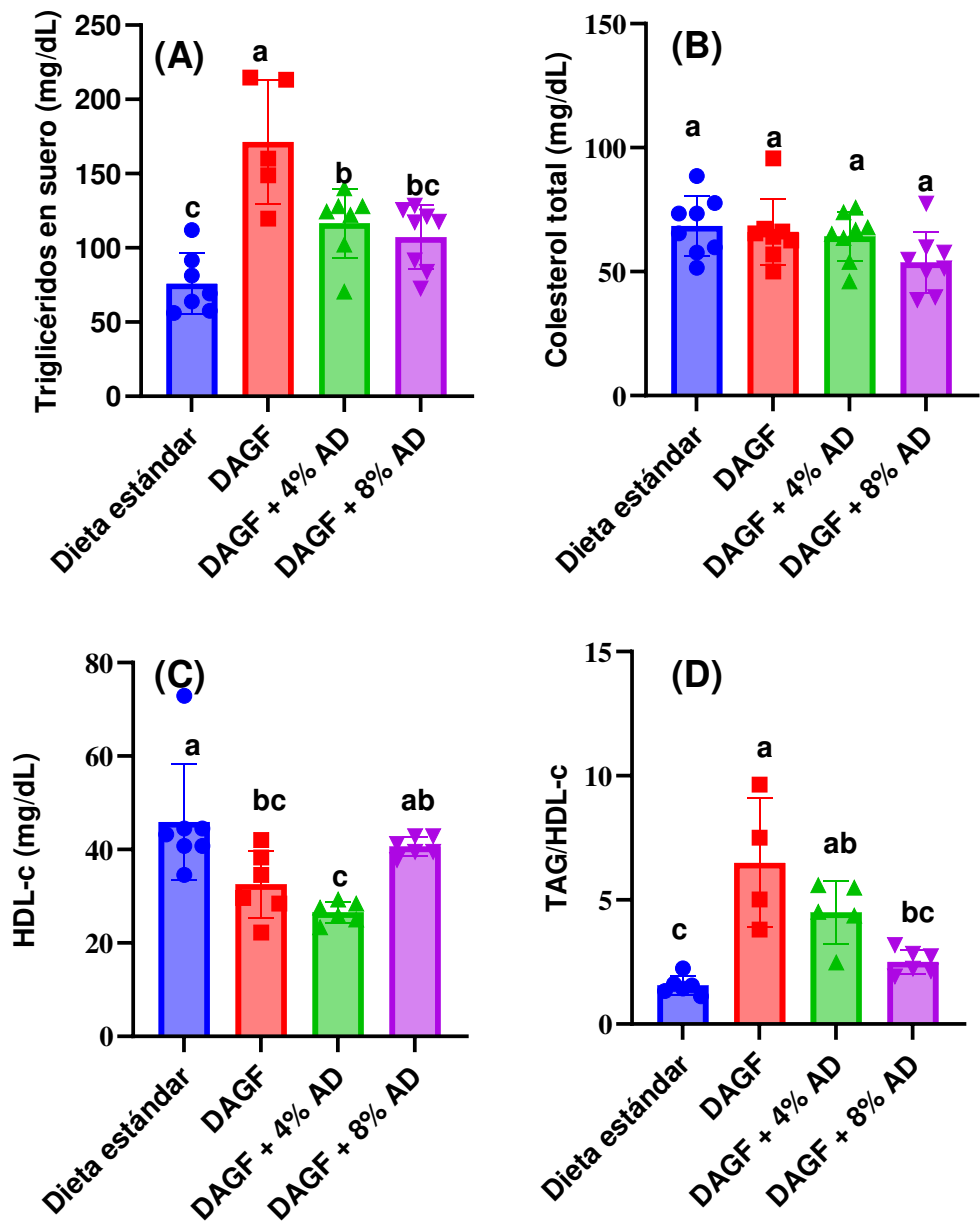 (A)
Triglicéridos en suero (mg/dL)
250
200
150
100
50
0
c
a
b
bc
Dieta estándar
DAGF
DAGF + 4% AD
DAGF + 8% AD
(B)
Colesterol total (mg/dL)
150
100
50
0
a
a
a
a
Dieta estándar
DAGF
DAGF + 4% AD
DAGF + 8% AD
(C)
HDL-c (mg/dL)
80
60
40
20
0
a
bc
c
ab
Dieta estándar
DAGF
DAGF + 4% AD
DAGF + 8% AD
(D)
TAG/HDL-c
15
10
5
0
c
a
ab
bc
Dieta estándar
DAGF
DAGF + 4% AD
DAGF + 8% AD